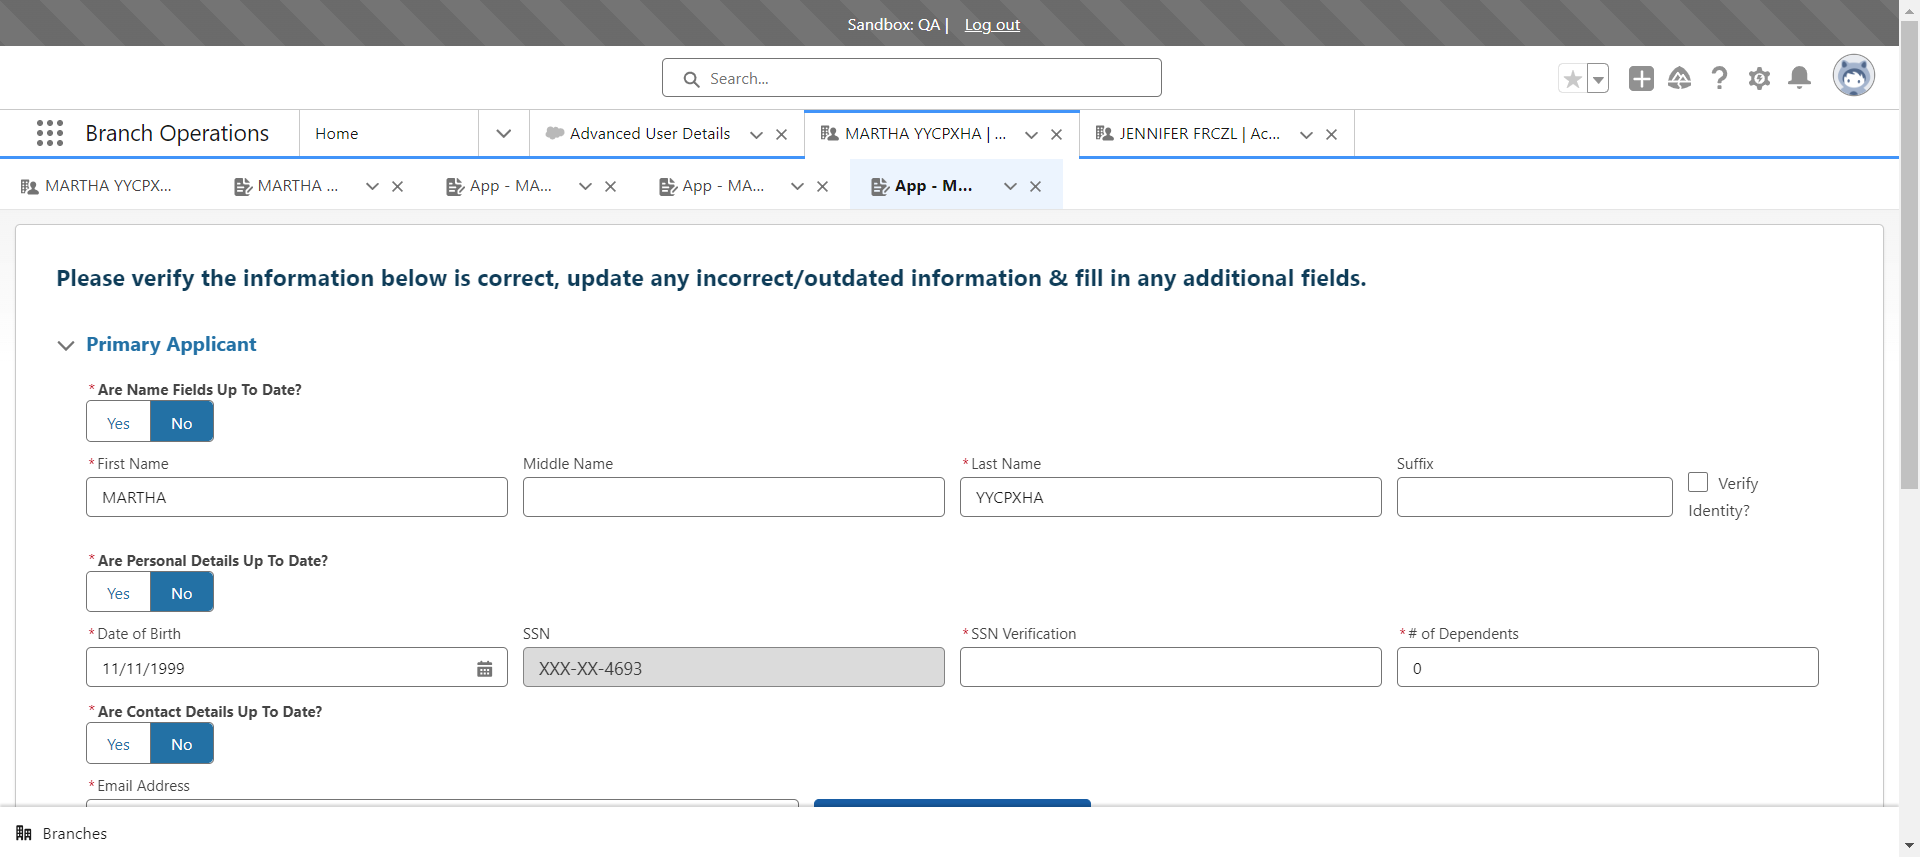 Sandbox: QA | Log out
Search...
Branch Operations
Home
Advanced User Details
MARTHA YYCPXHA | ...
JENNIFER FRCZL | Ac...
MARTHA YYCPX...
MARTHA ...
App - MA...
App - MA...
App - M...
Please verify the information below is correct, update any incorrect/outdated information & fill in any additional fields.
Primary Applicant
* Are Name Fields Up To Date?
Yes No
* First Name
Middle Name
* Last Name
Suffix
MARTHA
YYCPXHA
Verify
Identity?
* Are Personal Details Up To Date?
Yes No
* Date of Birth
SSN
* SSN Verification
* # of Dependents
11/11/1999
XXX-XX-4693
0
* Are Contact Details Up To Date?
Yes No
* Email Address
Branches